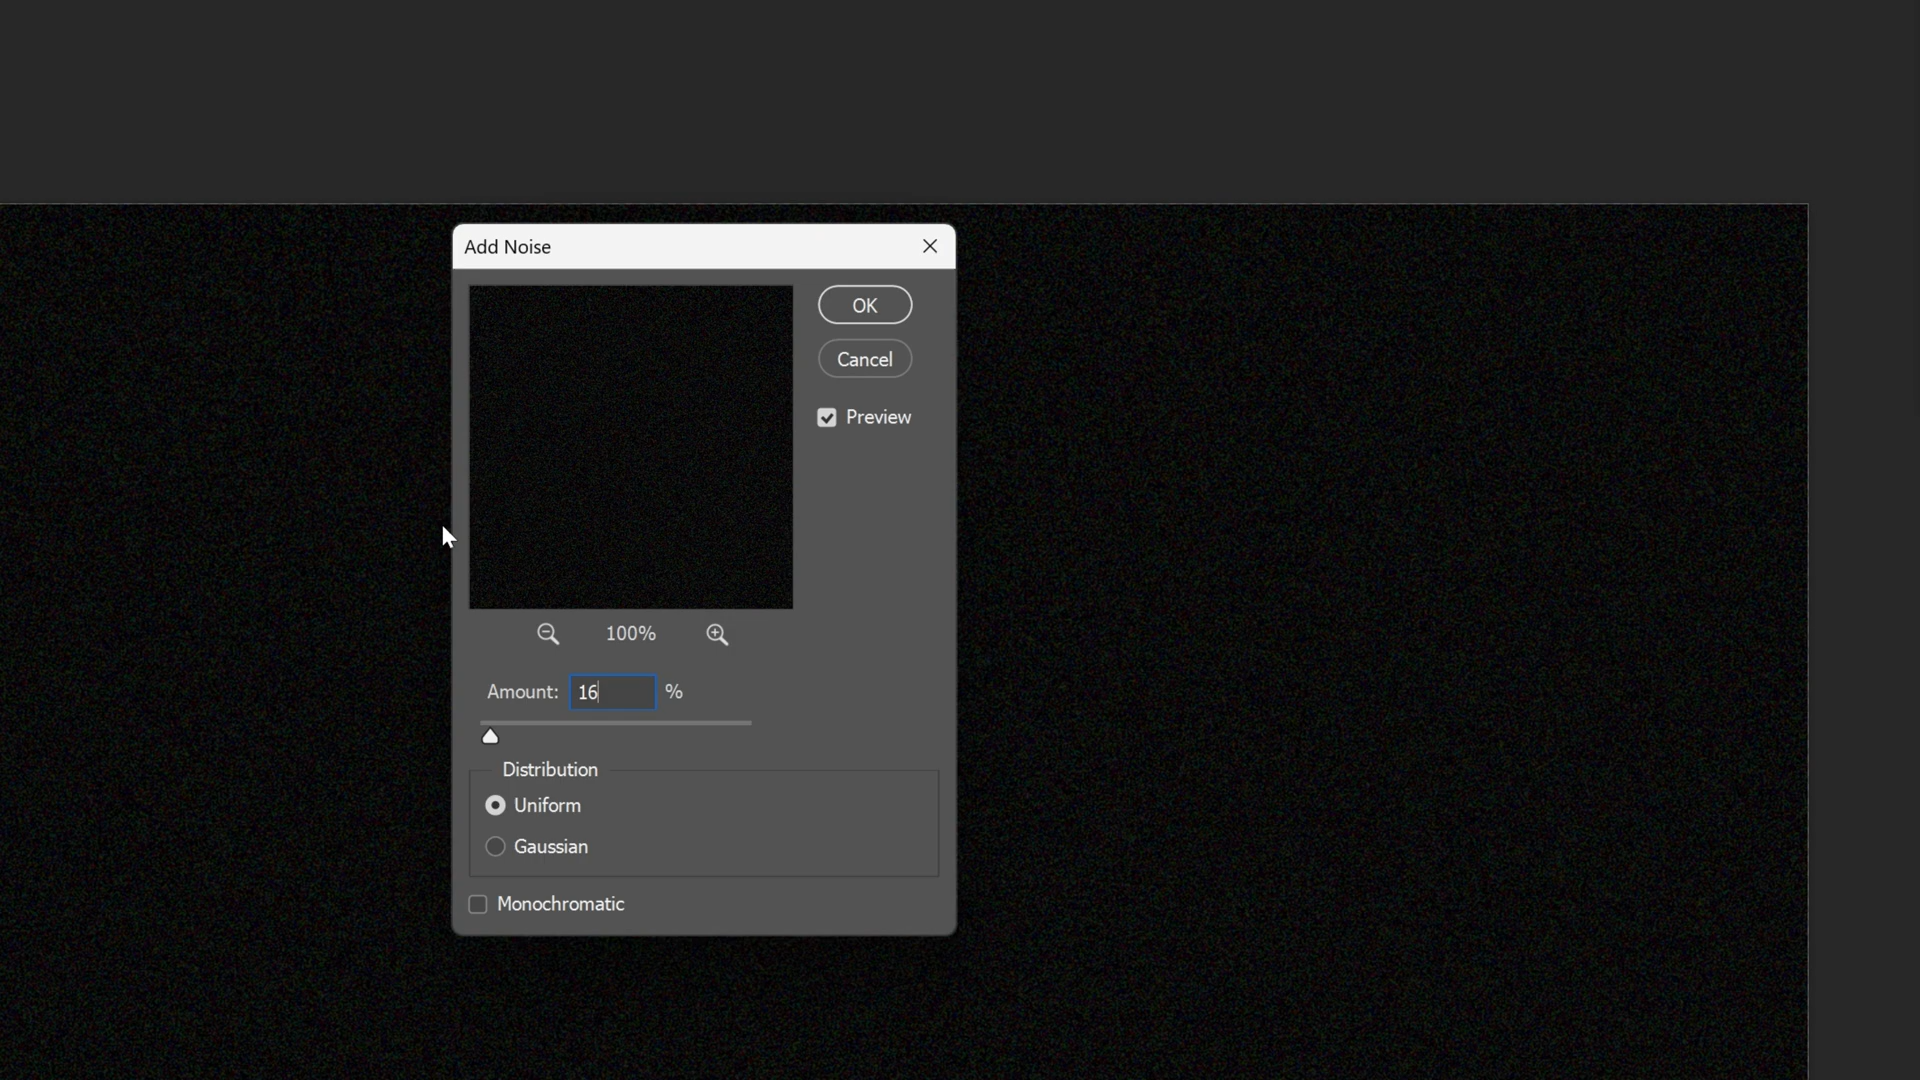 Add Noise
OK
Cancel
Preview
100%
Amount: 16 %
Distribution
Uniform
Gaussian
Monochromatic